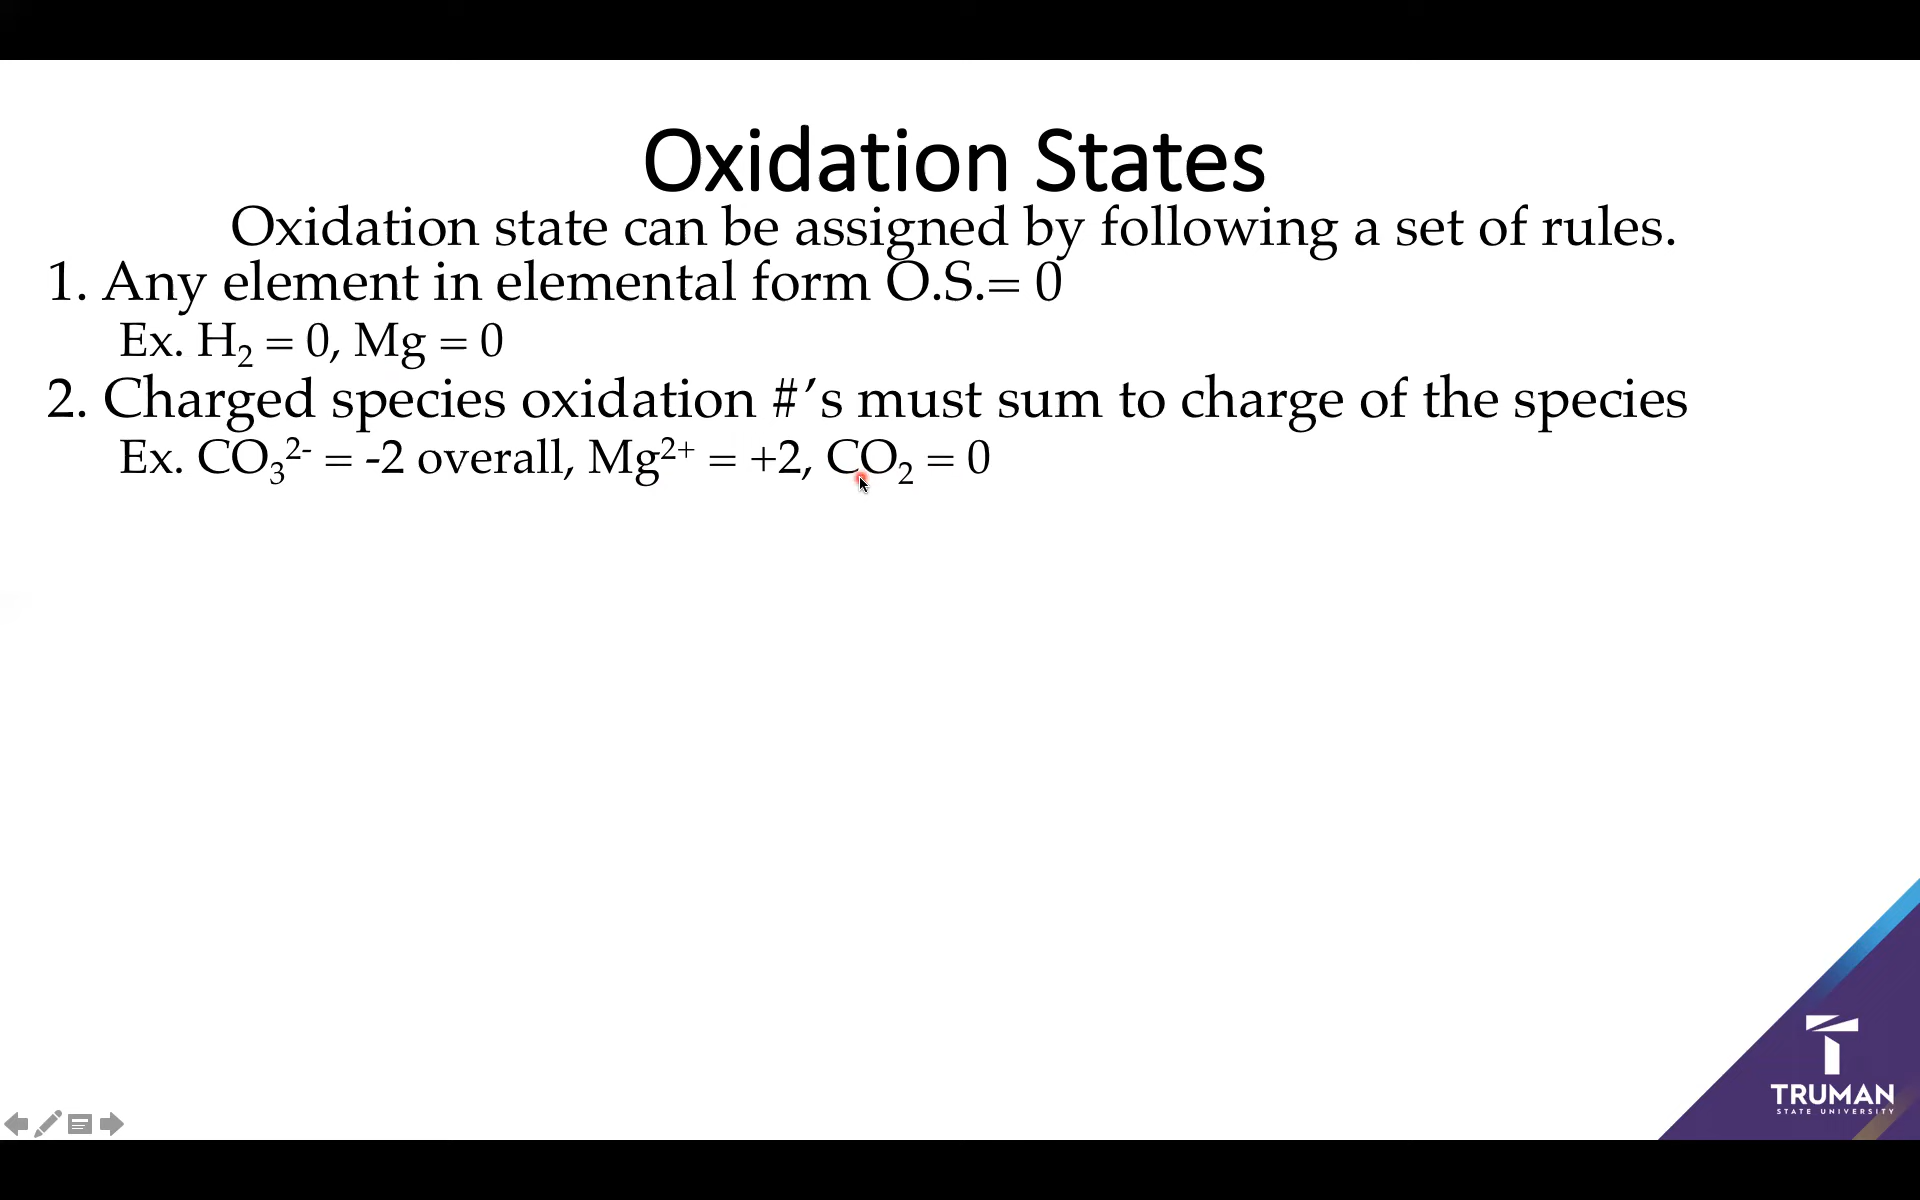 Oxidation States
Oxidation state can be assigned by following a set of rules.
1. Any element in elemental form O.S.= 0
Ex. H₂ = 0, Mg = 0
2. Charged species oxidation #’s must sum to charge of the species
Ex. CO₃²⁻ = -2 overall, Mg²⁺ = +2, CO₂ = 0
TRUMAN
STATE UNIVERSITY